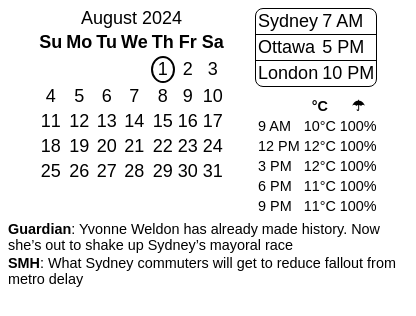 August 2024
Su Mo Tu We Th Fr Sa
1 2 3
4 5 6 7 8 9 10
11 12 13 14 15 16 17
18 19 20 21 22 23 24
25 26 27 28 29 30 31
Sydney 7 AM
Ottawa 5 PM
London 10 PM
°C ☂
9 AM 10°C 100%
12 PM 12°C 100%
3 PM 12°C 100%
6 PM 11°C 100%
9 PM 11°C 100%
Guardian: Yvonne Weldon has already made history. Now
she’s out to shake up Sydney’s mayoral race
SMH: What Sydney commuters will get to reduce fallout from
metro delay